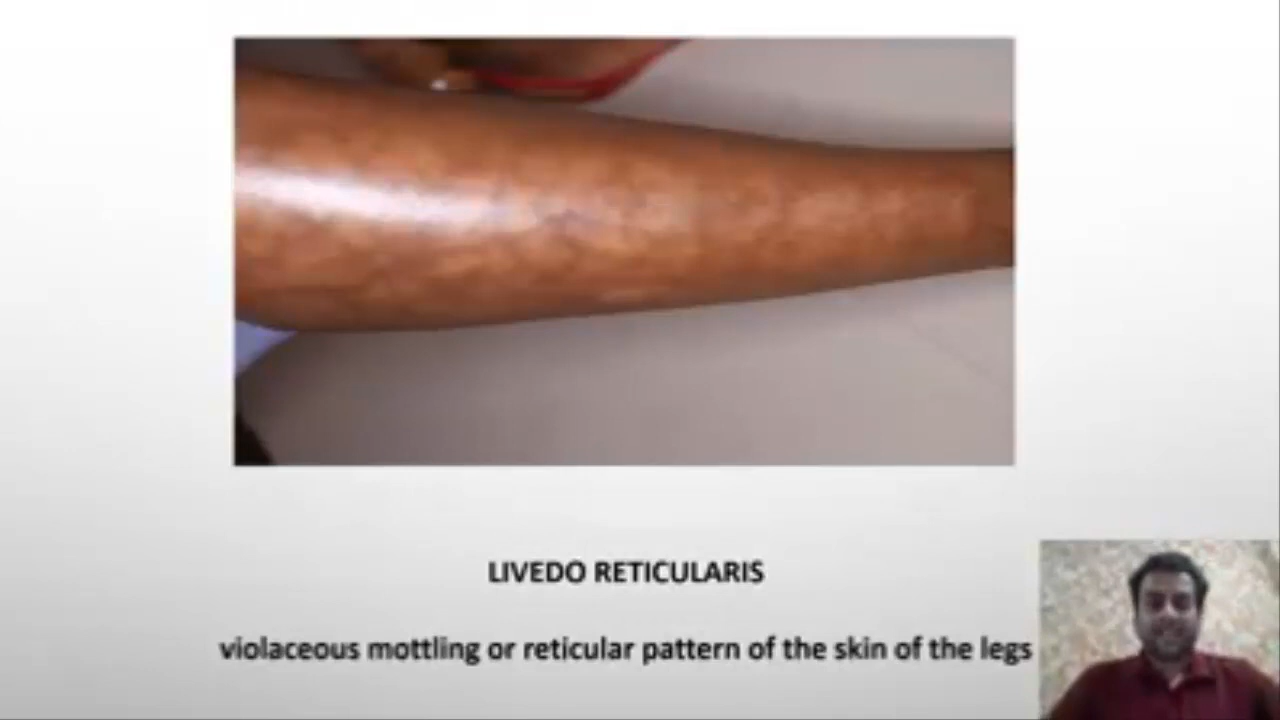 LIVEDO RETICULARIS
violaceous mottling or reticular pattern of the skin of the legs